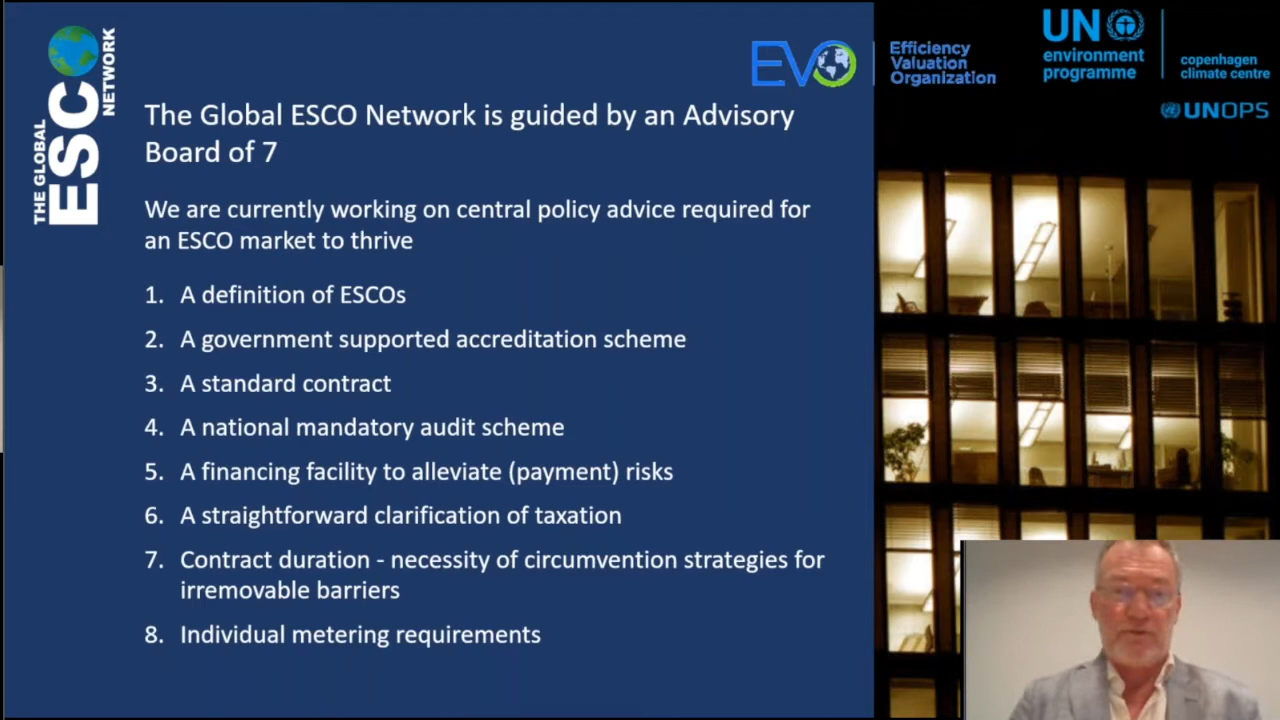 THE GLOBAL
ESCO
NETWORK
EVO
Efficiency
Valuation
Organization
UN
environment
programme
copenhagen
climate centre
UNOPS
The Global ESCO Network is guided by an Advisory
Board of 7
We are currently working on central policy advice required for
an ESCO market to thrive
1. A definition of ESCOs
2. A government supported accreditation scheme
3. A standard contract
4. A national mandatory audit scheme
5. A financing facility to alleviate (payment) risks
6. A straightforward clarification of taxation
7. Contract duration - necessity of circumvention strategies for
irremovable barriers
8. Individual metering requirements